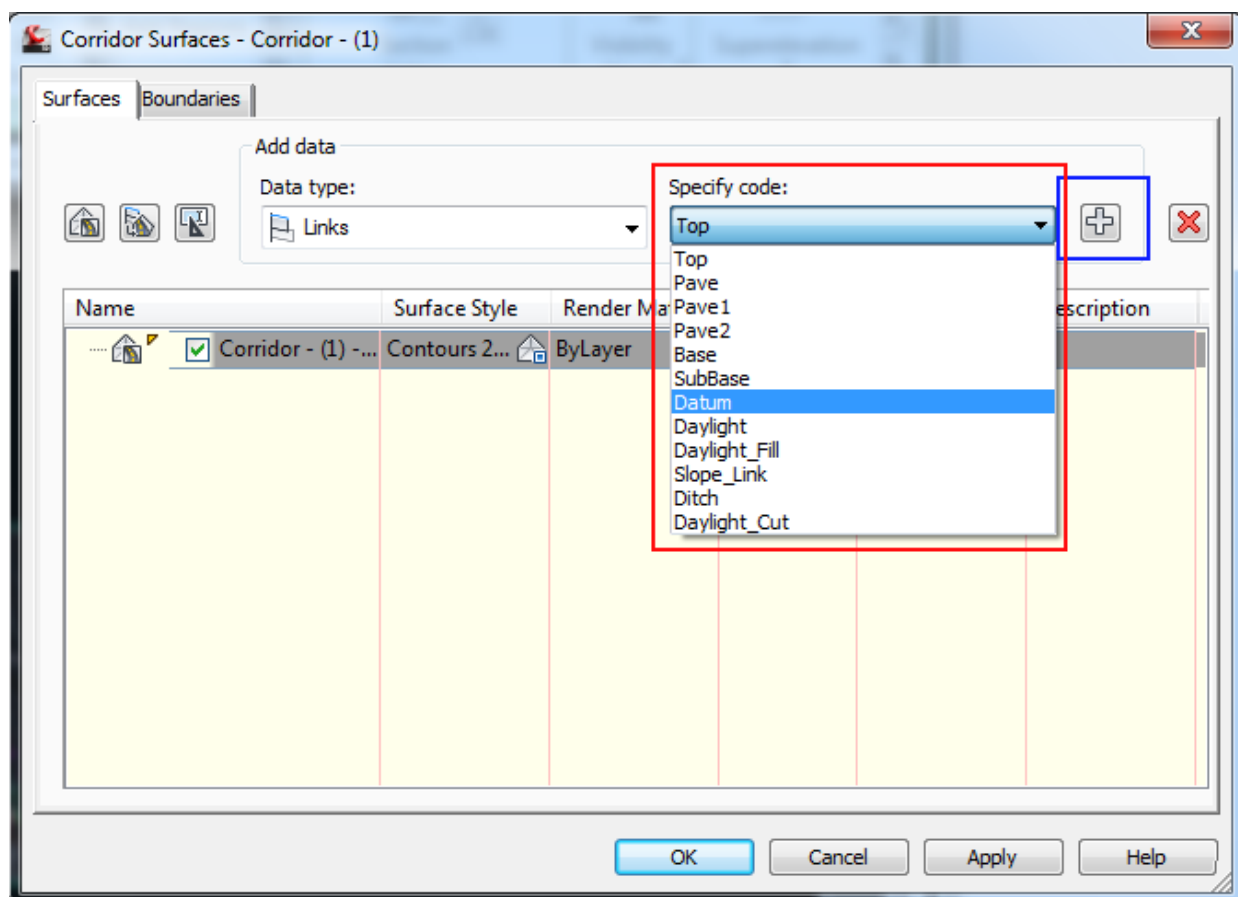 Corridor Surfaces - Corridor - (1)
Surfaces Boundaries
Add data
Data type: Specify code:
Links Top
Top
Pave
Name Surface Style Render Ma Pave1 escription
Pave2
Corridor - (1) -... Contours 2... ByLayer Base
SubBase
Datum
Daylight
Daylight_Fill
Slope_Link
Ditch
Daylight_Cut
OK Cancel Apply Help